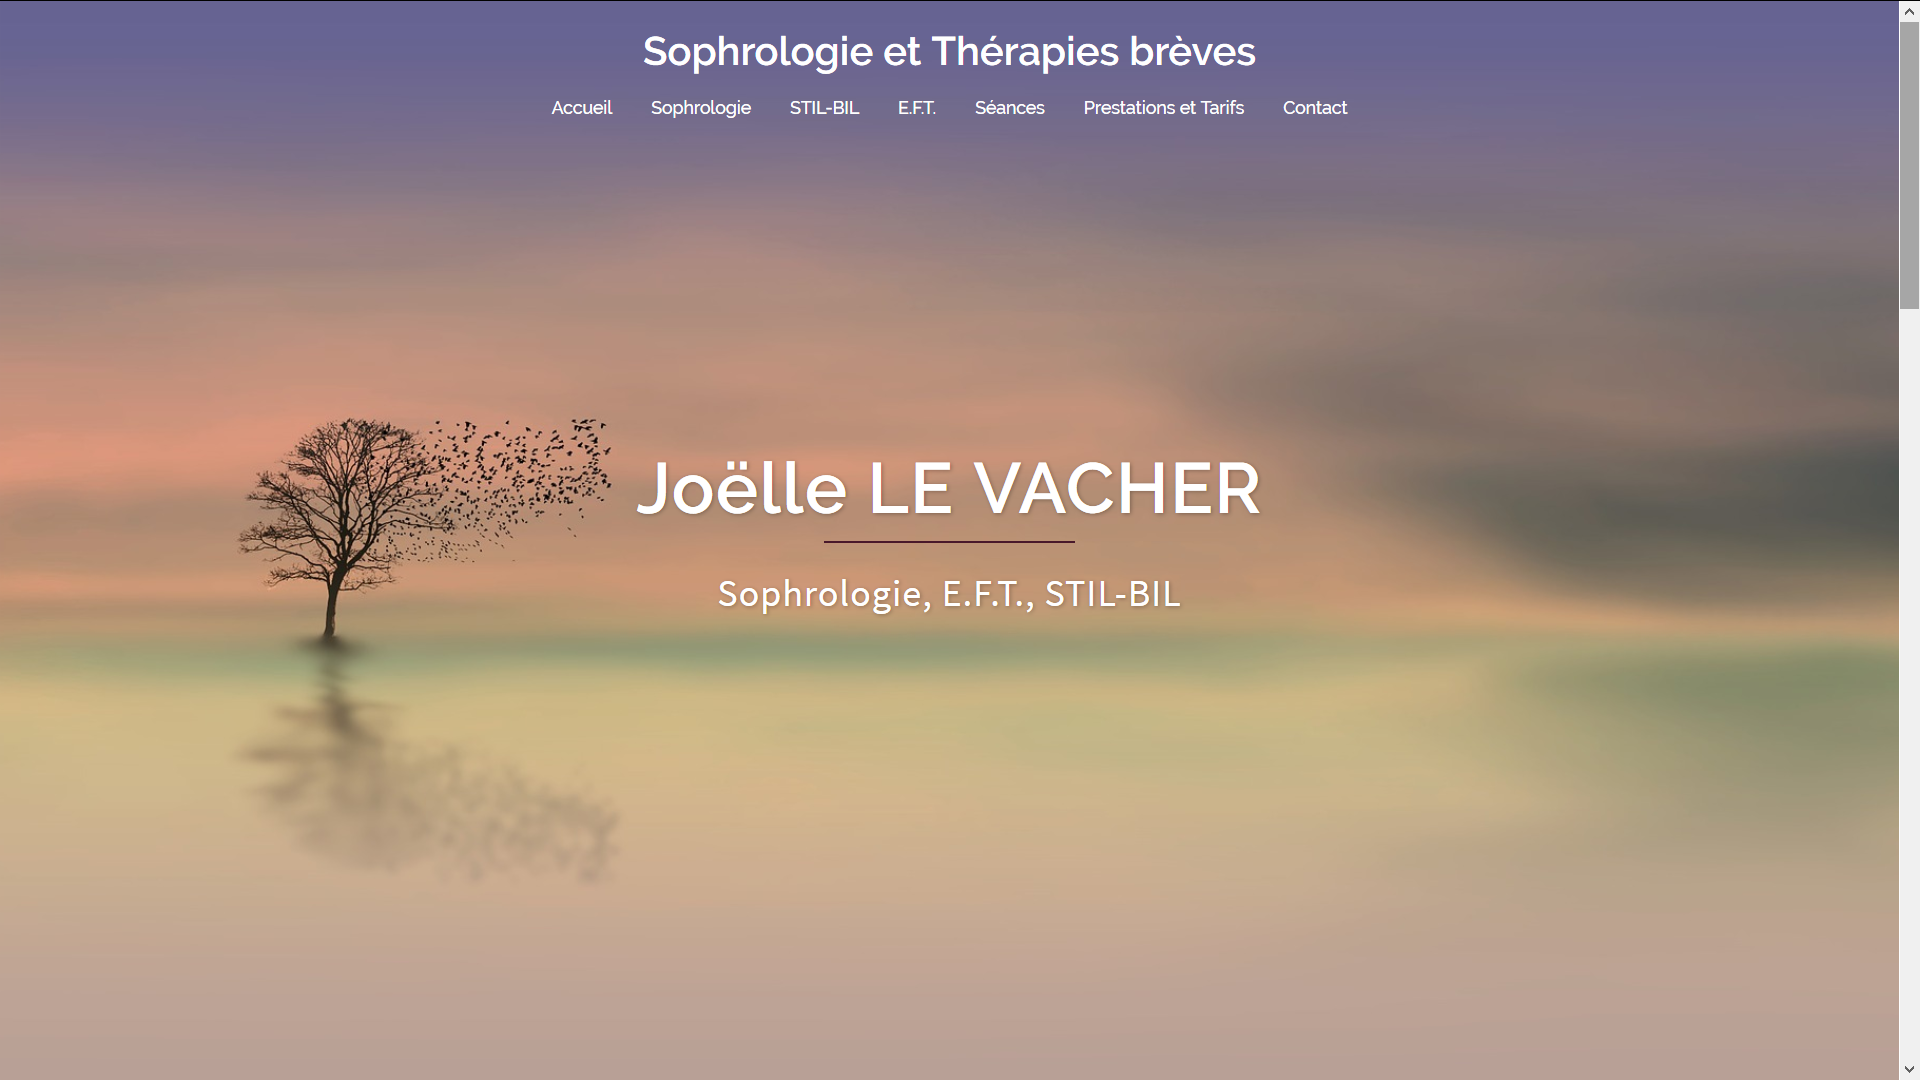 Sophrologie et Thérapies brèves
Accueil Sophrologie STIL-BIL E.F.T. Séances Prestations et Tarifs Contact
Joëlle LE VACHER
Sophrologie, E.F.T., STIL-BIL